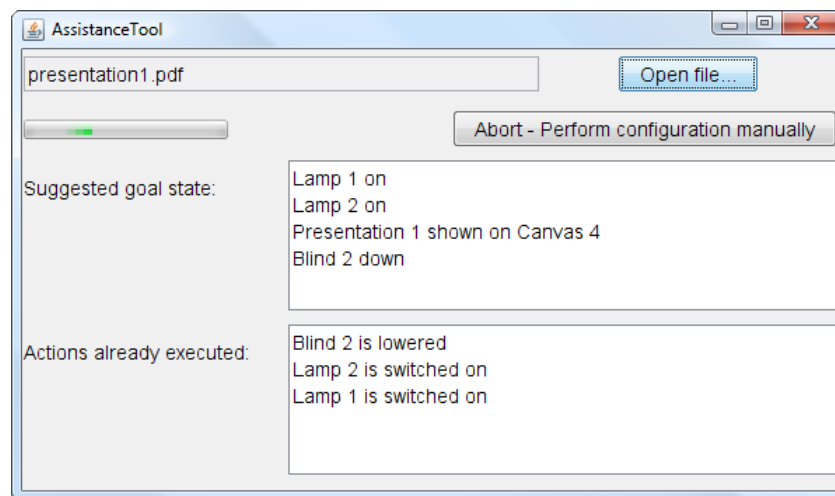 AssistanceTool
presentation1.pdf
Open file...
Abort - Perform configuration manually
Suggested goal state:
Lamp 1 on
Lamp 2 on
Presentation 1 shown on Canvas 4
Blind 2 down
Actions already executed:
Blind 2 is lowered
Lamp 2 is switched on
Lamp 1 is switched on